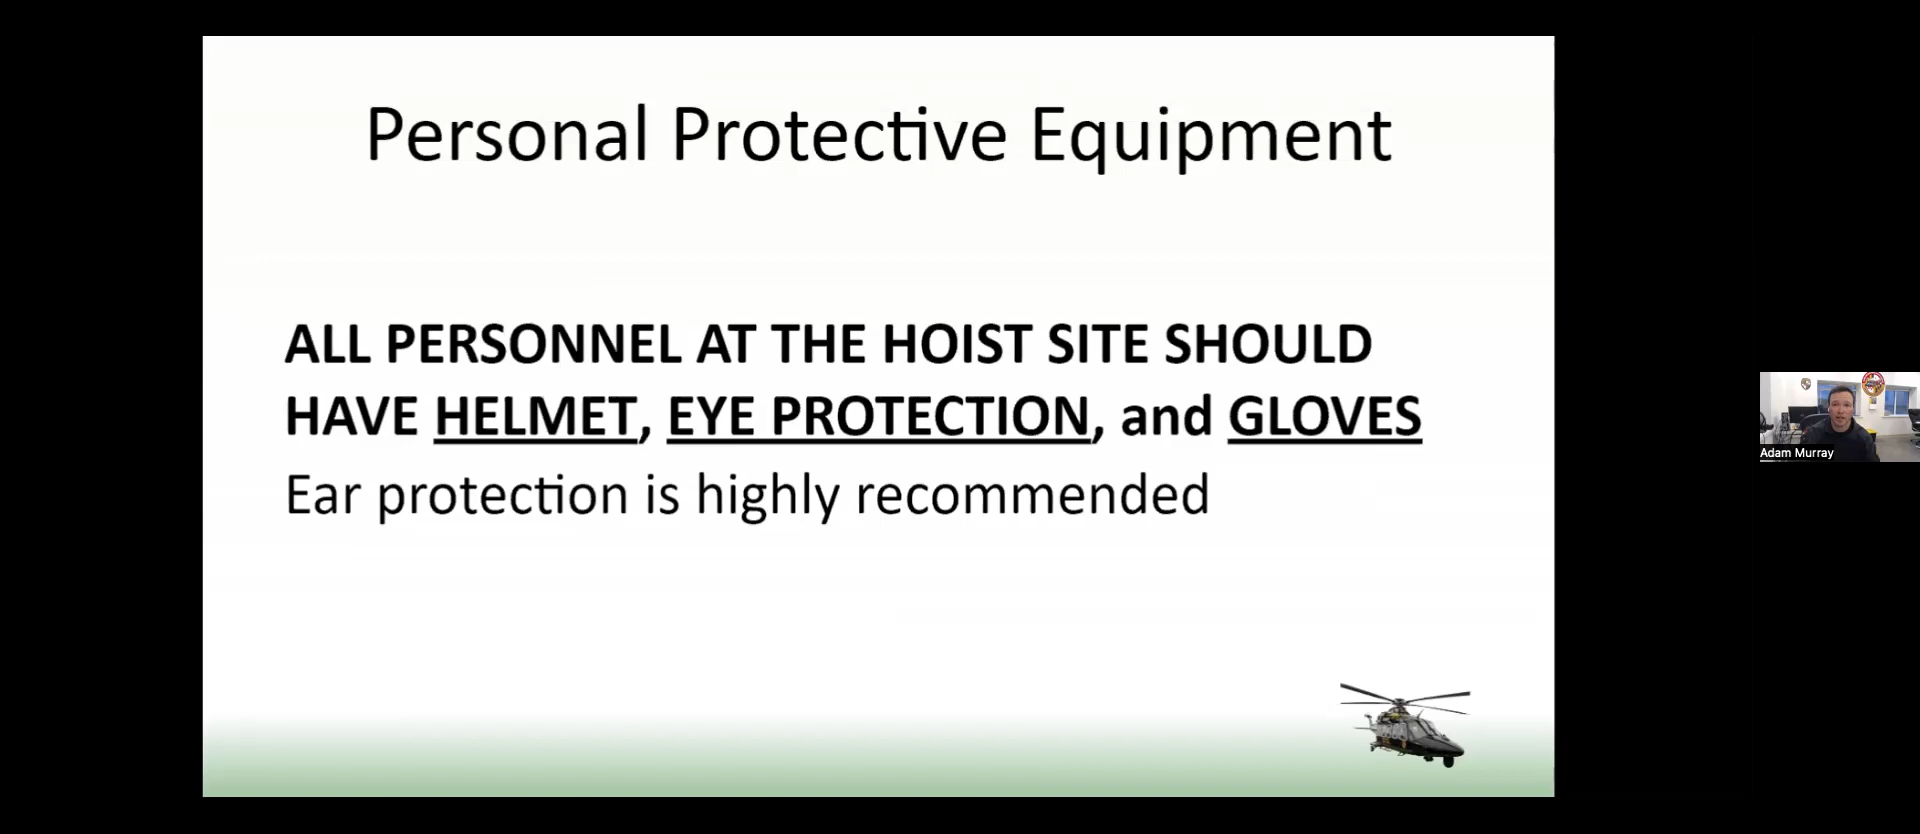 Personal Protective Equipment
ALL PERSONNEL AT THE HOIST SITE SHOULD
HAVE HELMET, EYE PROTECTION, and GLOVES
Ear protection is highly recommended
Adam Murray